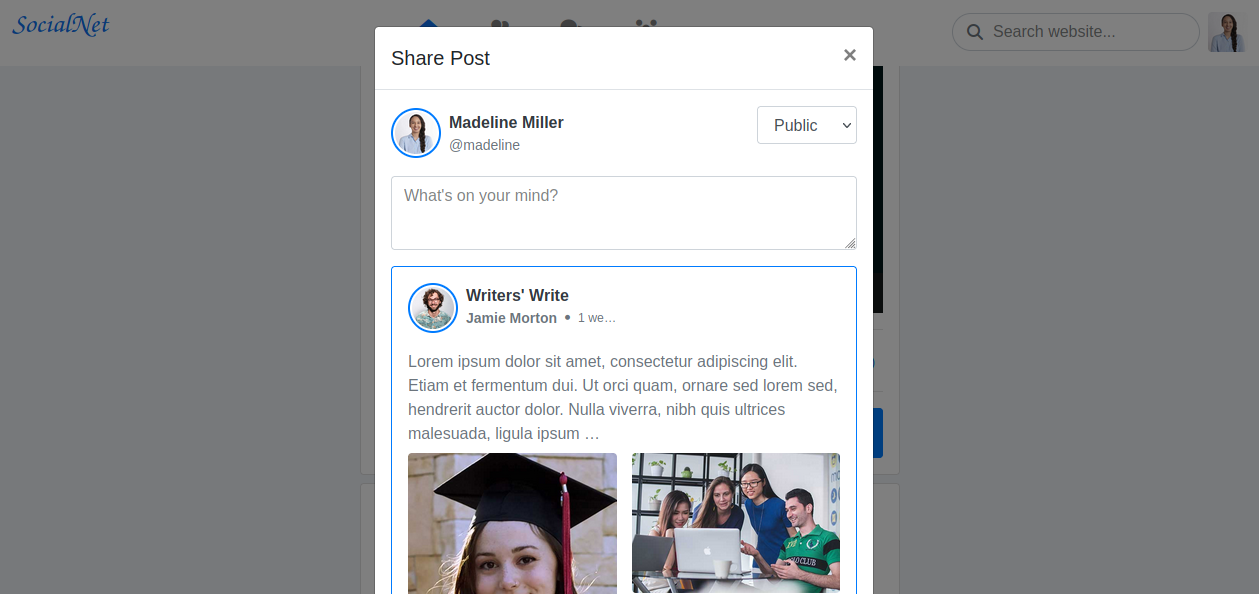 SocialNet
Search website...
Share Post
×
Madeline Miller
@madeline
Public
What's on your mind?
Writers' Write
Jamie Morton • 1 we…
Lorem ipsum dolor sit amet, consectetur adipiscing elit.
Etiam et fermentum dui. Ut orci quam, ornare sed lorem sed,
hendrerit auctor dolor. Nulla viverra, nibh quis ultrices
malesuada, ligula ipsum …
CLUB